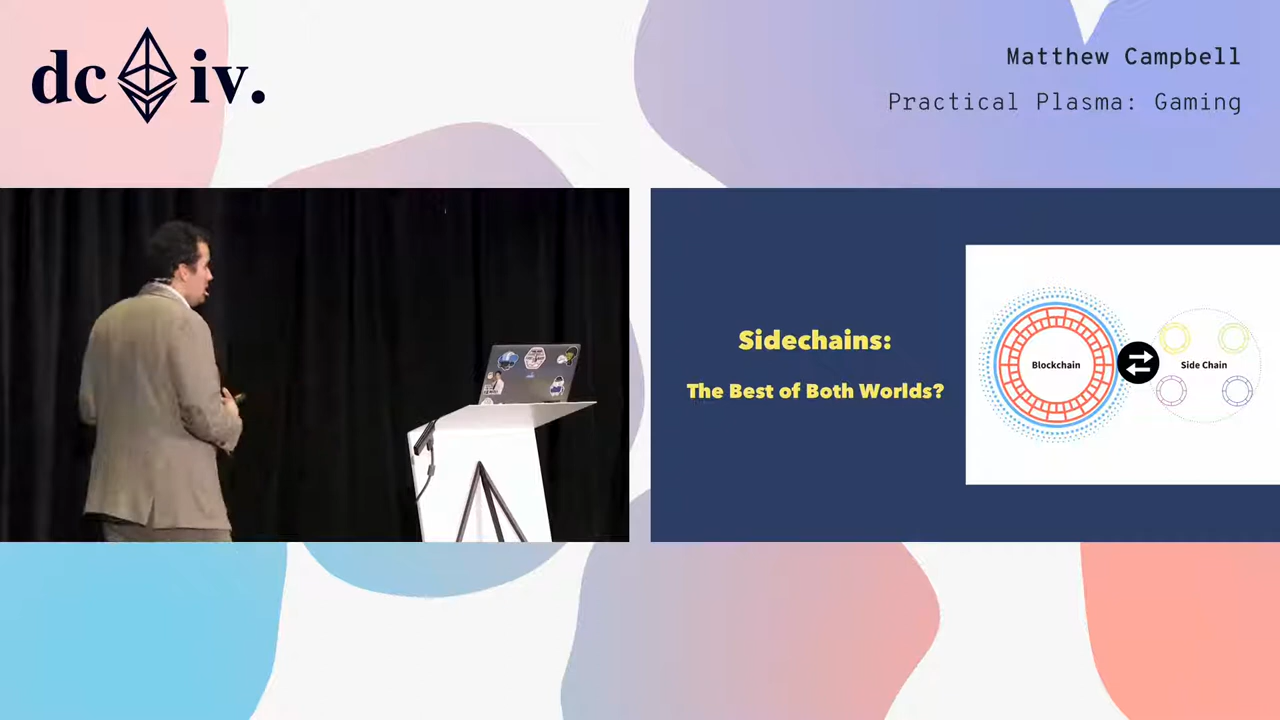 dc iv.
Matthew Campbell
Practical Plasma: Gaming
Sidechains:
The Best of Both Worlds?
Blockchain
Side Chain